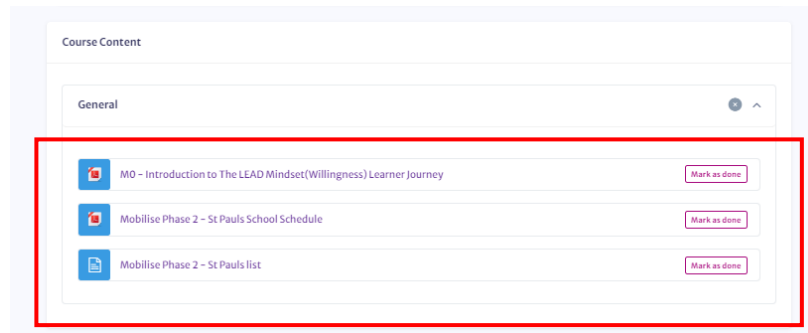 Course Content
General
M0 - Introduction to The LEAD Mindset(Willingness) Learner Journey
Mark as done
Mobilise Phase 2 - St Pauls School Schedule
Mark as done
Mobilise Phase 2 - St Pauls list
Mark as done